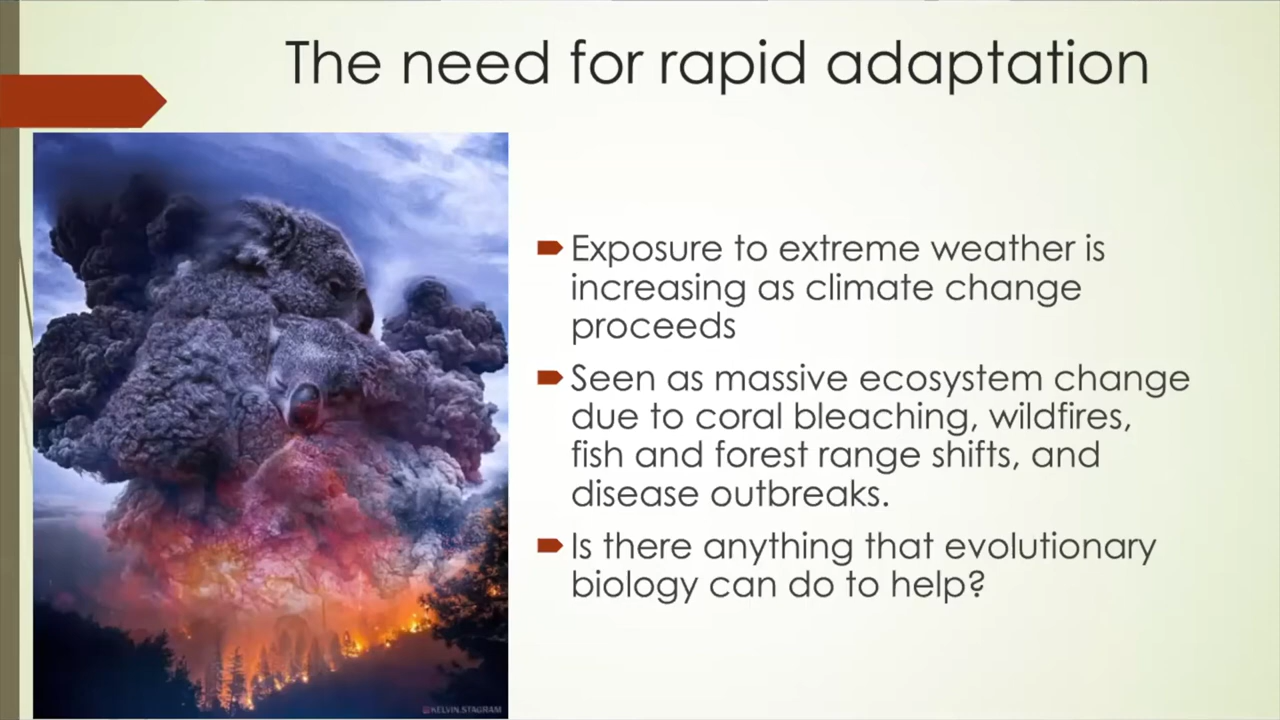 The need for rapid adaptation
Exposure to extreme weather is
increasing as climate change
proceeds
Seen as massive ecosystem change
due to coral bleaching, wildfires,
fish and forest range shifts, and
disease outbreaks.
Is there anything that evolutionary
biology can do to help?
@KELVIN.STAGRAM